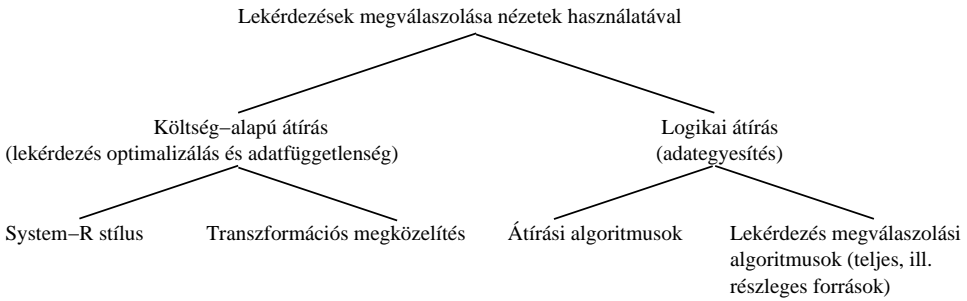 Lekérdezések megválaszolása nézetek használatával
Költség−alapú átírás
(lekérdezés optimalizálás és adatfüggetlenség)
Logikai átírás
(adategyesítés)
System−R stílus
Transzformációs megközelítés
Átírási algoritmusok
Lekérdezés megválaszolási
algoritmusok (teljes, ill.
részleges források)